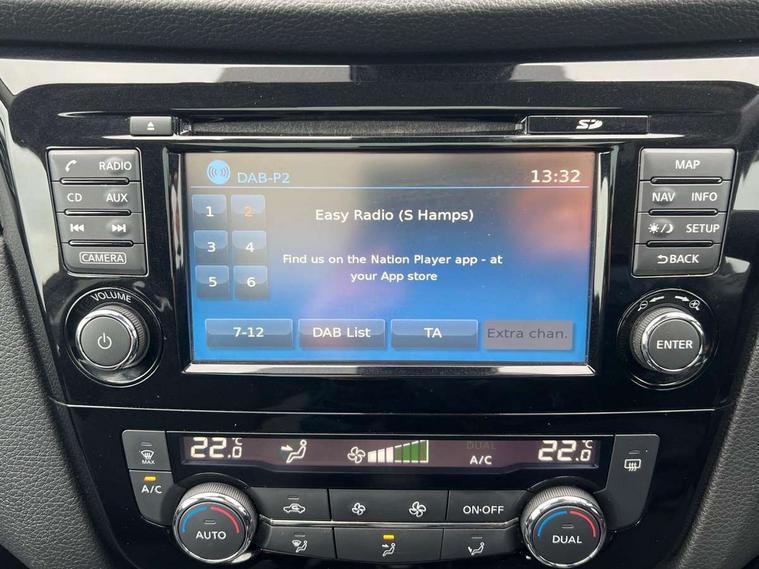 SD
RADIO
CD AUX
CAMERA
VOLUME
DAB-P2
13:32
1 2
3 4
5 6
Easy Radio (S Hamps)
Find us on the Nation Player app - at
your App store
7-12
DAB List
TA
Extra chan.
MAP
NAV INFO
SETUP
BACK
ENTER
22.0°C
DUAL
A/C
22.0°C
MAX
A/C
AUTO
ON·OFF
DUAL